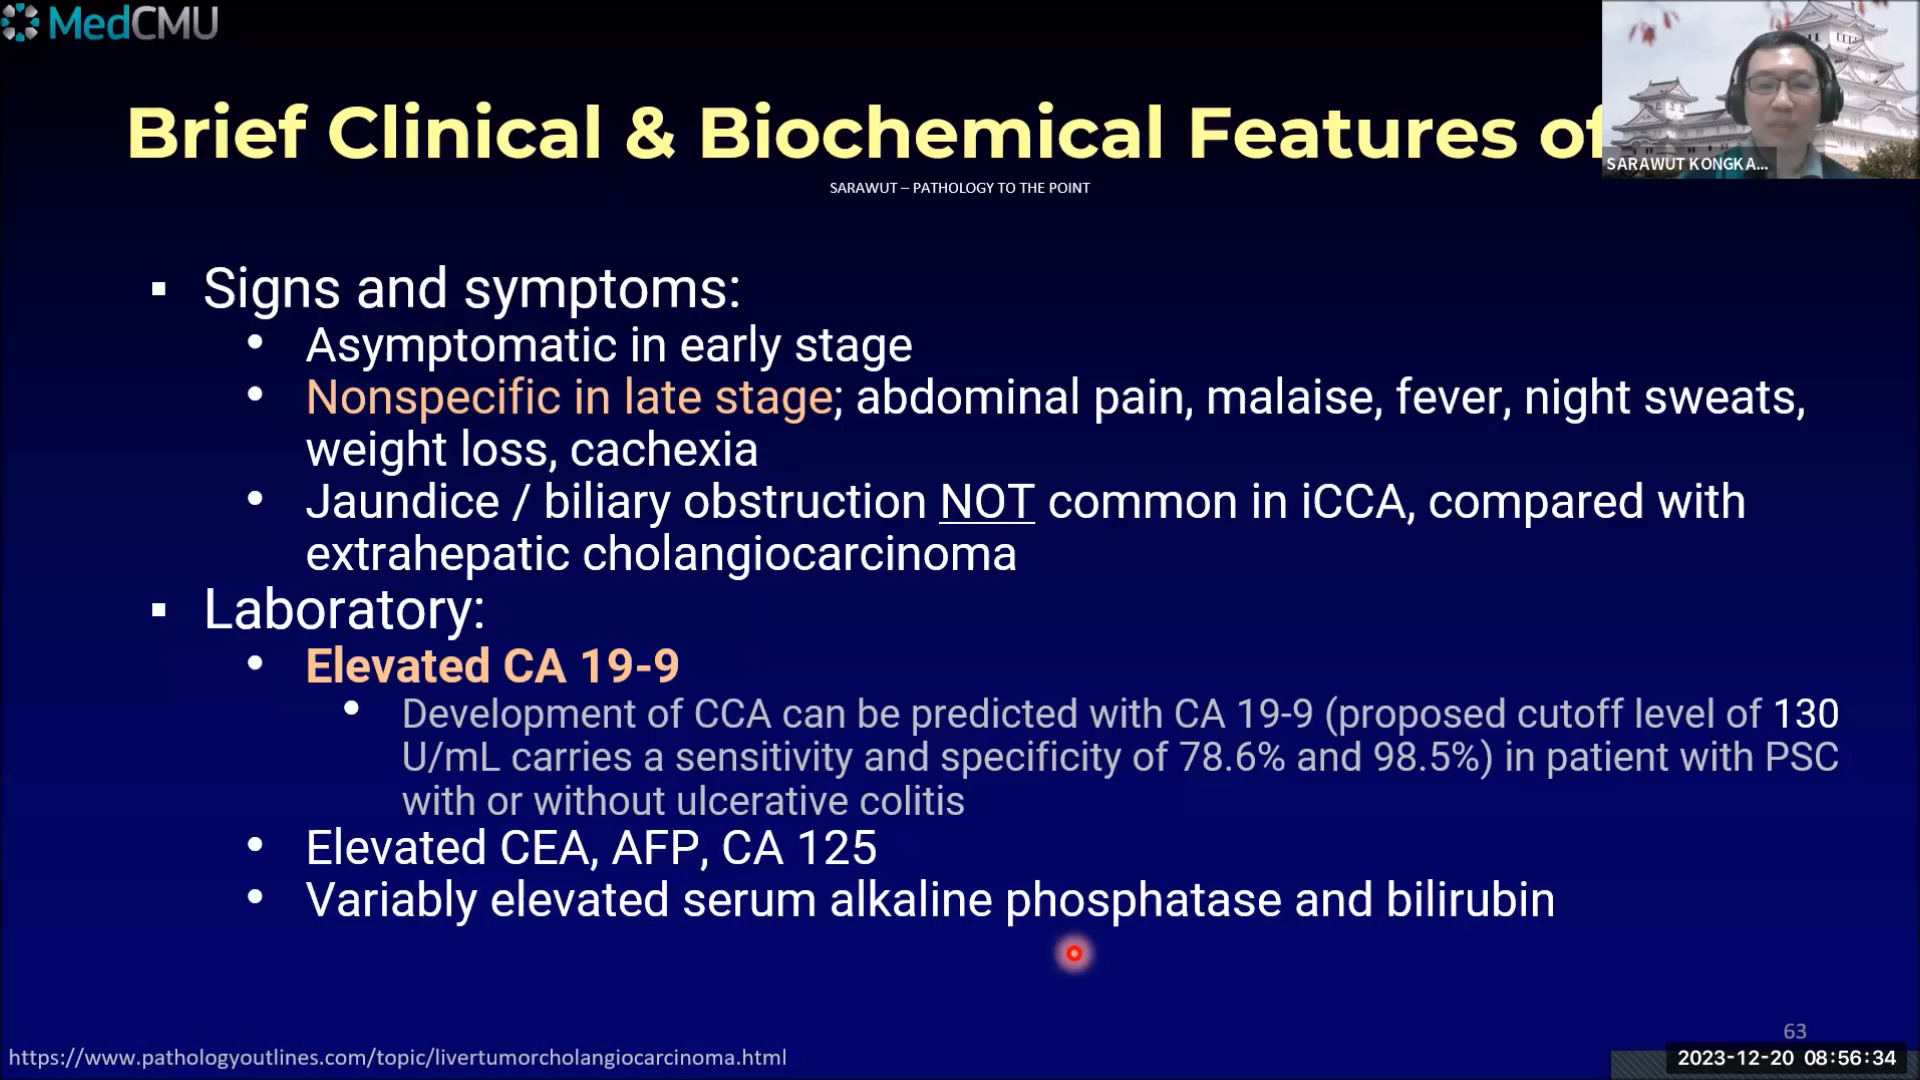 MedCMU
Brief Clinical & Biochemical Features of
SARAWUT KONGKA...
SARAWUT – PATHOLOGY TO THE POINT
▪ Signs and symptoms:
• Asymptomatic in early stage
• Nonspecific in late stage; abdominal pain, malaise, fever, night sweats,
weight loss, cachexia
• Jaundice / biliary obstruction NOT common in iCCA, compared with
extrahepatic cholangiocarcinoma
▪ Laboratory:
• Elevated CA 19-9
• Development of CCA can be predicted with CA 19-9 (proposed cutoff level of 130
U/mL carries a sensitivity and specificity of 78.6% and 98.5%) in patient with PSC
with or without ulcerative colitis
• Elevated CEA, AFP, CA 125
• Variably elevated serum alkaline phosphatase and bilirubin
63
https://www.pathologyoutlines.com/topic/livertumorcholangiocarcinoma.html
2023-12-20 08:56:34